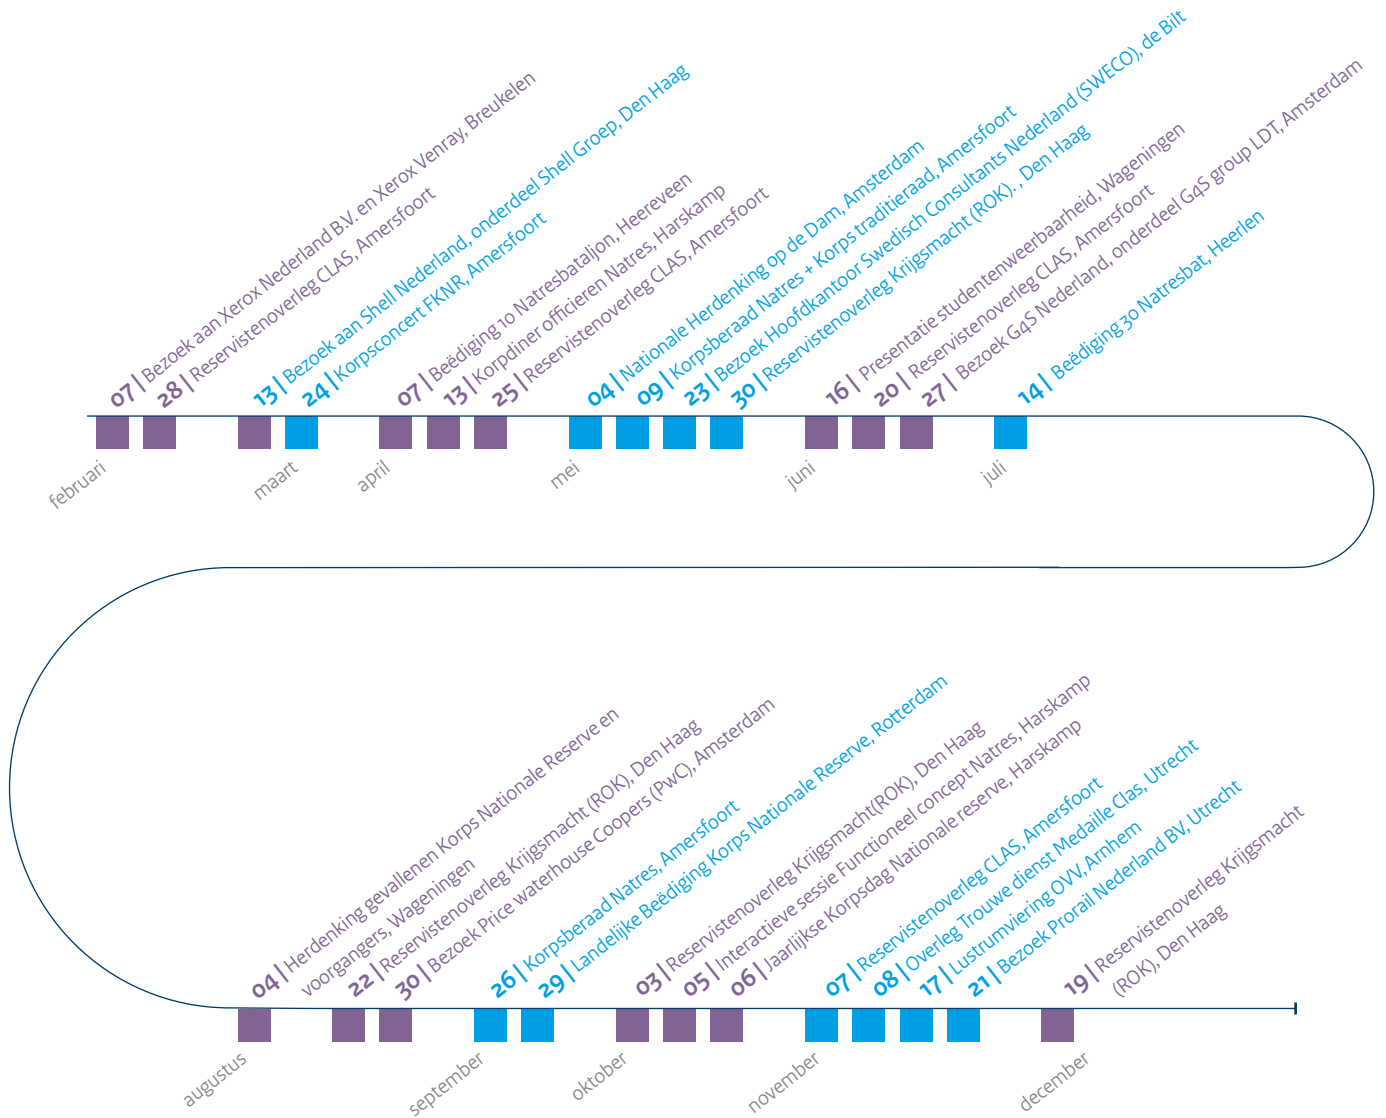 07 | Bezoek aan Xerox Nederland B.V. en Xerox Venray, Breukelen
28 | Reservistenoverleg CLAS, Amersfoort
februari
13 | Bezoek aan Shell Nederland, onderdeel Shell Groep, Den Haag
24 | Korpsconcert FKNR, Amersfoort
maart
07 | Beëdiging 10 Natresbataljon, Heereveen
13 | Korpdiner officieren Natres, Harskamp
25 | Reservistenoverleg CLAS, Amersfoort
april
04 | Nationale Herdenking op de Dam, Amsterdam
09 | Korpsberaad Natres + Korps traditieraad, Amersfoort
23 | Bezoek Hoofdkantoor Swedisch Consultants Nederland (SWECO), de Bilt
30 | Reservistenoverleg Krijgsmacht (ROK). , Den Haag
mei
16 | Presentatie studentenweerbaarheid, Wageningen
20 | Reservistenoverleg CLAS, Amersfoort
27 | Bezoek G4S Nederland, onderdeel G4S group LDT, Amsterdam
juni
14 | Beëdiging 30 Natresbat, Heerlen
juli
04 | Herdenking gevallenen Korps Nationale Reserve en
voorgangers, Wageningen
22 | Reservistenoverleg Krijgsmacht (ROK), Den Haag
30 | Bezoek Price waterhouse Coopers (PwC), Amsterdam
augustus
26 | Korpsberaad Natres, Amersfoort
29 | Landelijke Beëdiging Korps Nationale Reserve, Rotterdam
september
03 | Reservistenoverleg Krijgsmacht(ROK), Den Haag
05 | Interactieve sessie Functioneel concept Natres, Harskamp
06 | Jaarlijkse Korpsdag Nationale reserve, Harskamp
oktober
07 | Reservistenoverleg CLAS, Amersfoort
08 | Overleg Trouwe dienst Medaille Clas, Utrecht
17 | Lustrumviering OVV, Arnhem
21 | Bezoek Prorail Nederland BV, Utrecht
november
19 | Reservistenoverleg Krijgsmacht
(ROK), Den Haag
december